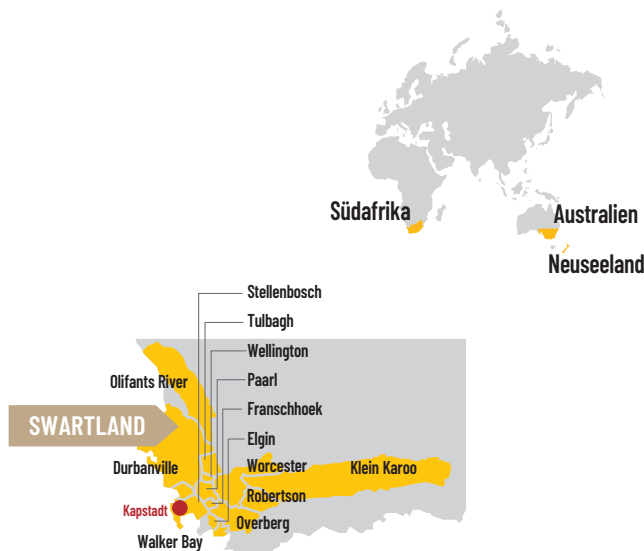 Südafrika
Australien
Neuseeland
Stellenbosch
Tulbagh
Wellington
Olifants River
Paarl
Franschhoek
SWARTLAND
Elgin
Durbanville
Worcester
Klein Karoo
Robertson
Kapstadt
Overberg
Walker Bay